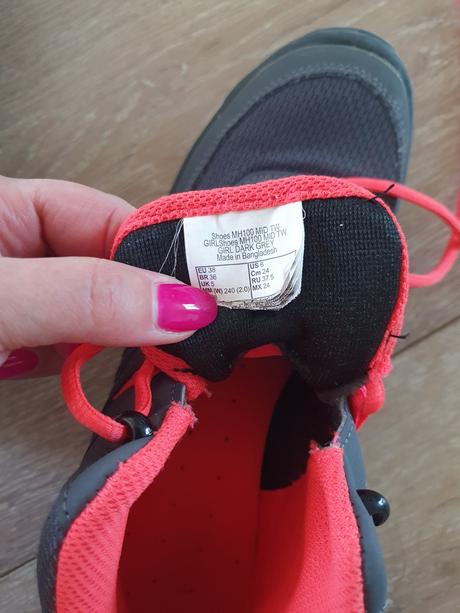 Shoes MH100 MID TW
GIRLShoes MH100 MID TW
GIRL DARK GREY
Made in Bangladesh
EU 38 US 6
BR 36 Cm 24
UK 5 RU 37.5
MM (W) 240 (2.0) MX 24